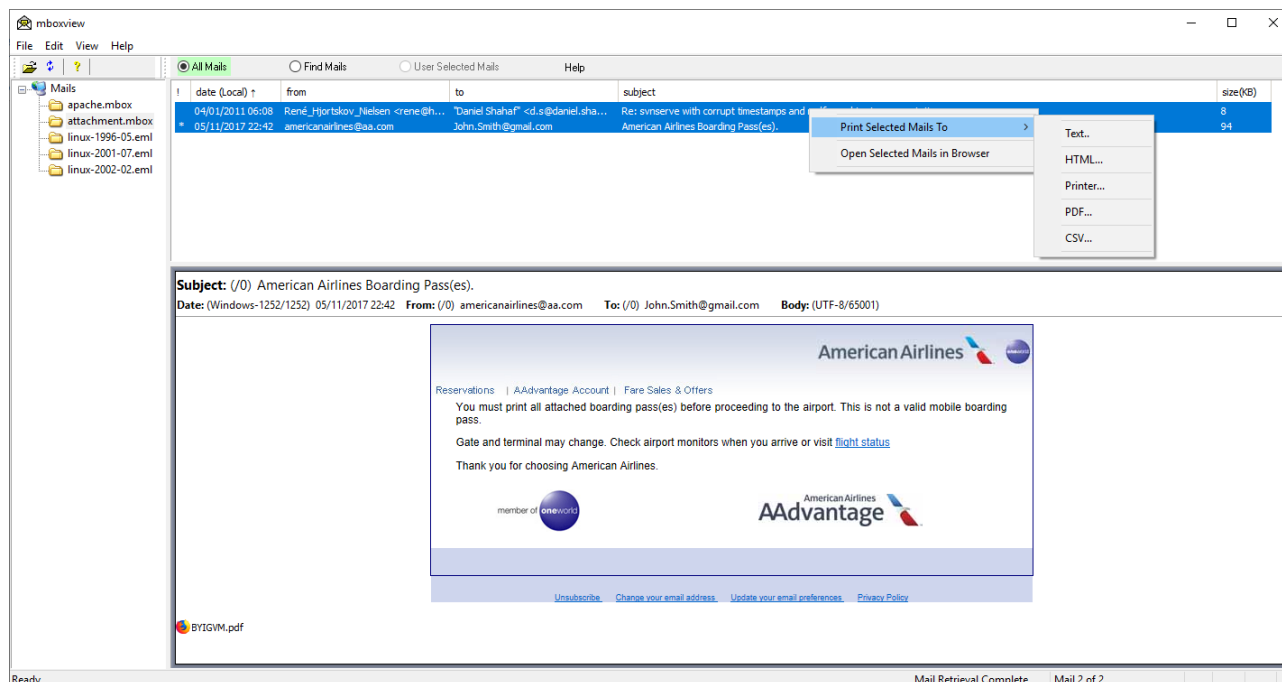 mboxview
File Edit View Help
All Mails Find Mails User Selected Mails Help
Mails
apache.mbox
attachment.mbox
linux-1996-05.eml
linux-2001-07.eml
linux-2002-02.eml
! date (Local) ↑ from to subject size(KB)
04/01/2011 06:08 René_Hjortskov_Nielsen <rene@h... "Daniel Shahaf" <d.s@daniel.sha... Re: svnserve with corrupt timestamps and 8
* 05/11/2017 22:42 americanairlines@aa.com John.Smith@gmail.com American Airlines Boarding Pass(es). 94
Print Selected Mails To >
Open Selected Mails in Browser
Text..
HTML...
Printer...
PDF...
CSV...
Subject: (/0) American Airlines Boarding Pass(es).
Date: (Windows-1252/1252) 05/11/2017 22:42 From: (/0) americanairlines@aa.com To: (/0) John.Smith@gmail.com Body: (UTF-8/65001)
American Airlines
oneworld
Reservations | AAdvantage Account | Fare Sales & Offers
You must print all attached boarding pass(es) before proceeding to the airport. This is not a valid mobile boarding
pass.
Gate and terminal may change. Check airport monitors when you arrive or visit flight status
Thank you for choosing American Airlines.
member of oneworld
American Airlines
AAdvantage
Unsubscribe Change your email address Update your email preferences Privacy Policy
BYIGVM.pdf
Ready Mail Retrieval Complete Mail 2 of 2